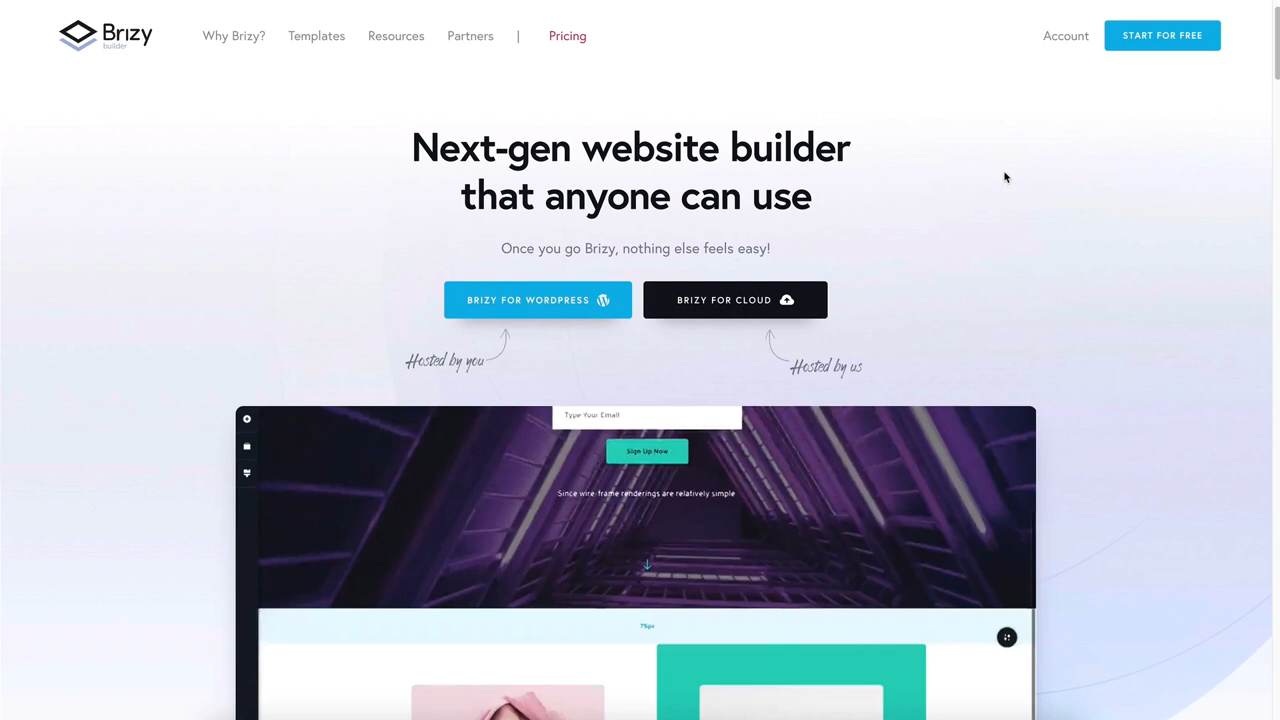 Brizy
builder
Why Brizy?
Templates
Resources
Partners
|
Pricing
Account
START FOR FREE
Next-gen website builder
that anyone can use
Once you go Brizy, nothing else feels easy!
BRIZY FOR WORDPRESS
BRIZY FOR CLOUD
Hosted by you
Hosted by us
Type Your Email
Sign Up Now
Since wire-frame renderings are relatively simple
75px